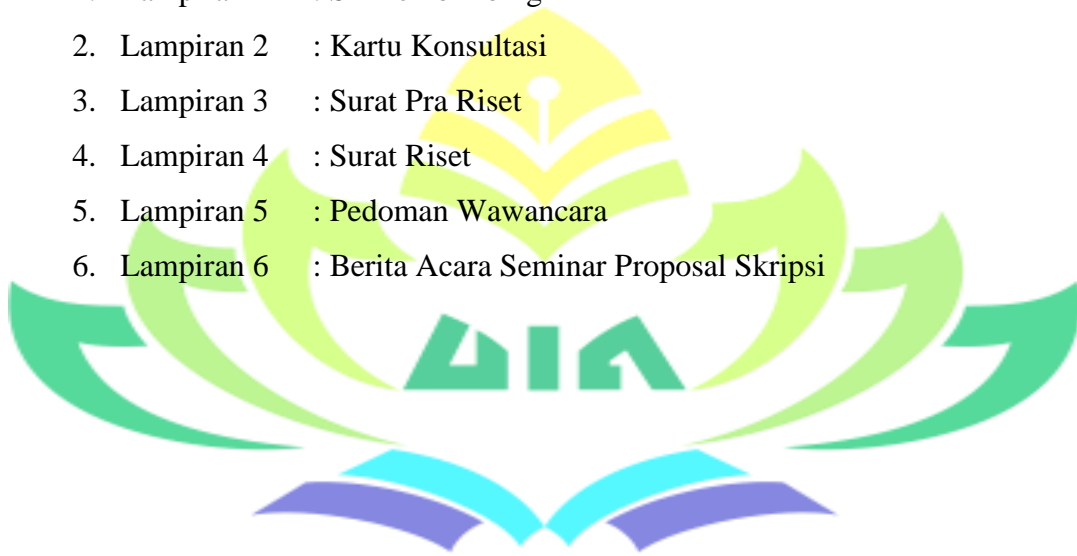 2. Lampiran 2 : Kartu Konsultasi
3. Lampiran 3 : Surat Pra Riset
4. Lampiran 4 : Surat Riset
5. Lampiran 5 : Pedoman Wawancara
6. Lampiran 6 : Berita Acara Seminar Proposal Skripsi
UIN